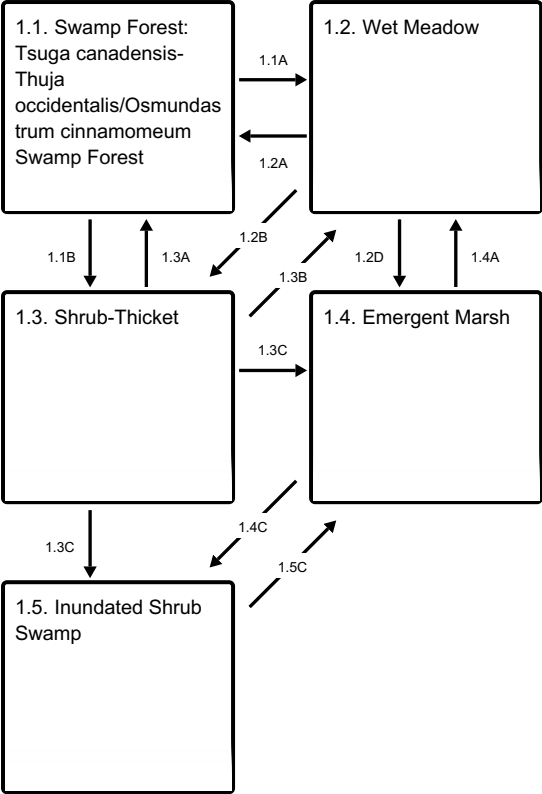 1.1. Swamp Forest:
Tsuga canadensis-
Thuja
occidentalis/Osmundas
trum cinnamomeum
Swamp Forest
1.1A
1.2. Wet Meadow
1.2A
1.1B
1.3A
1.2B
1.3B
1.2D
1.4A
1.3. Shrub-Thicket
1.3C
1.4. Emergent Marsh
1.3C
1.4C
1.5C
1.5. Inundated Shrub
Swamp